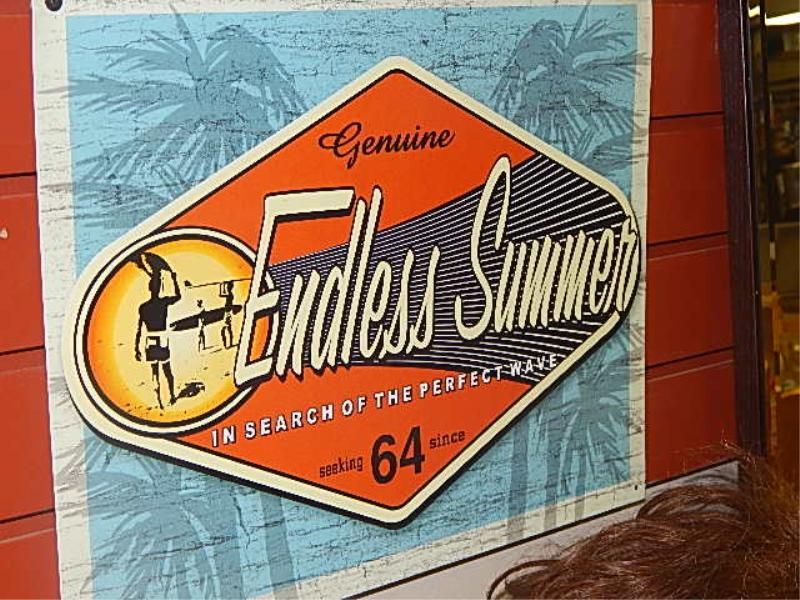 Genuine
Endless Summer
IN SEARCH OF THE PERFECT WAVE
seeking 64 since